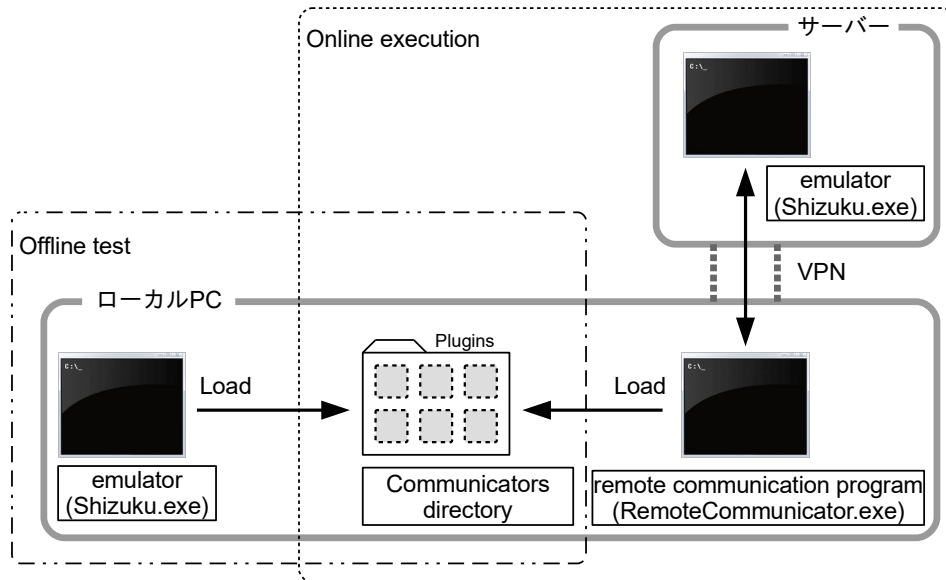 Online execution
サーバー
C:\_
emulator
(Shizuku.exe)
VPN
Offline test
ローカルPC
C:\_
Load
emulator
(Shizuku.exe)
Plugins
Communicators
directory
Load
C:\_
remote communication program
(RemoteCommunicator.exe)